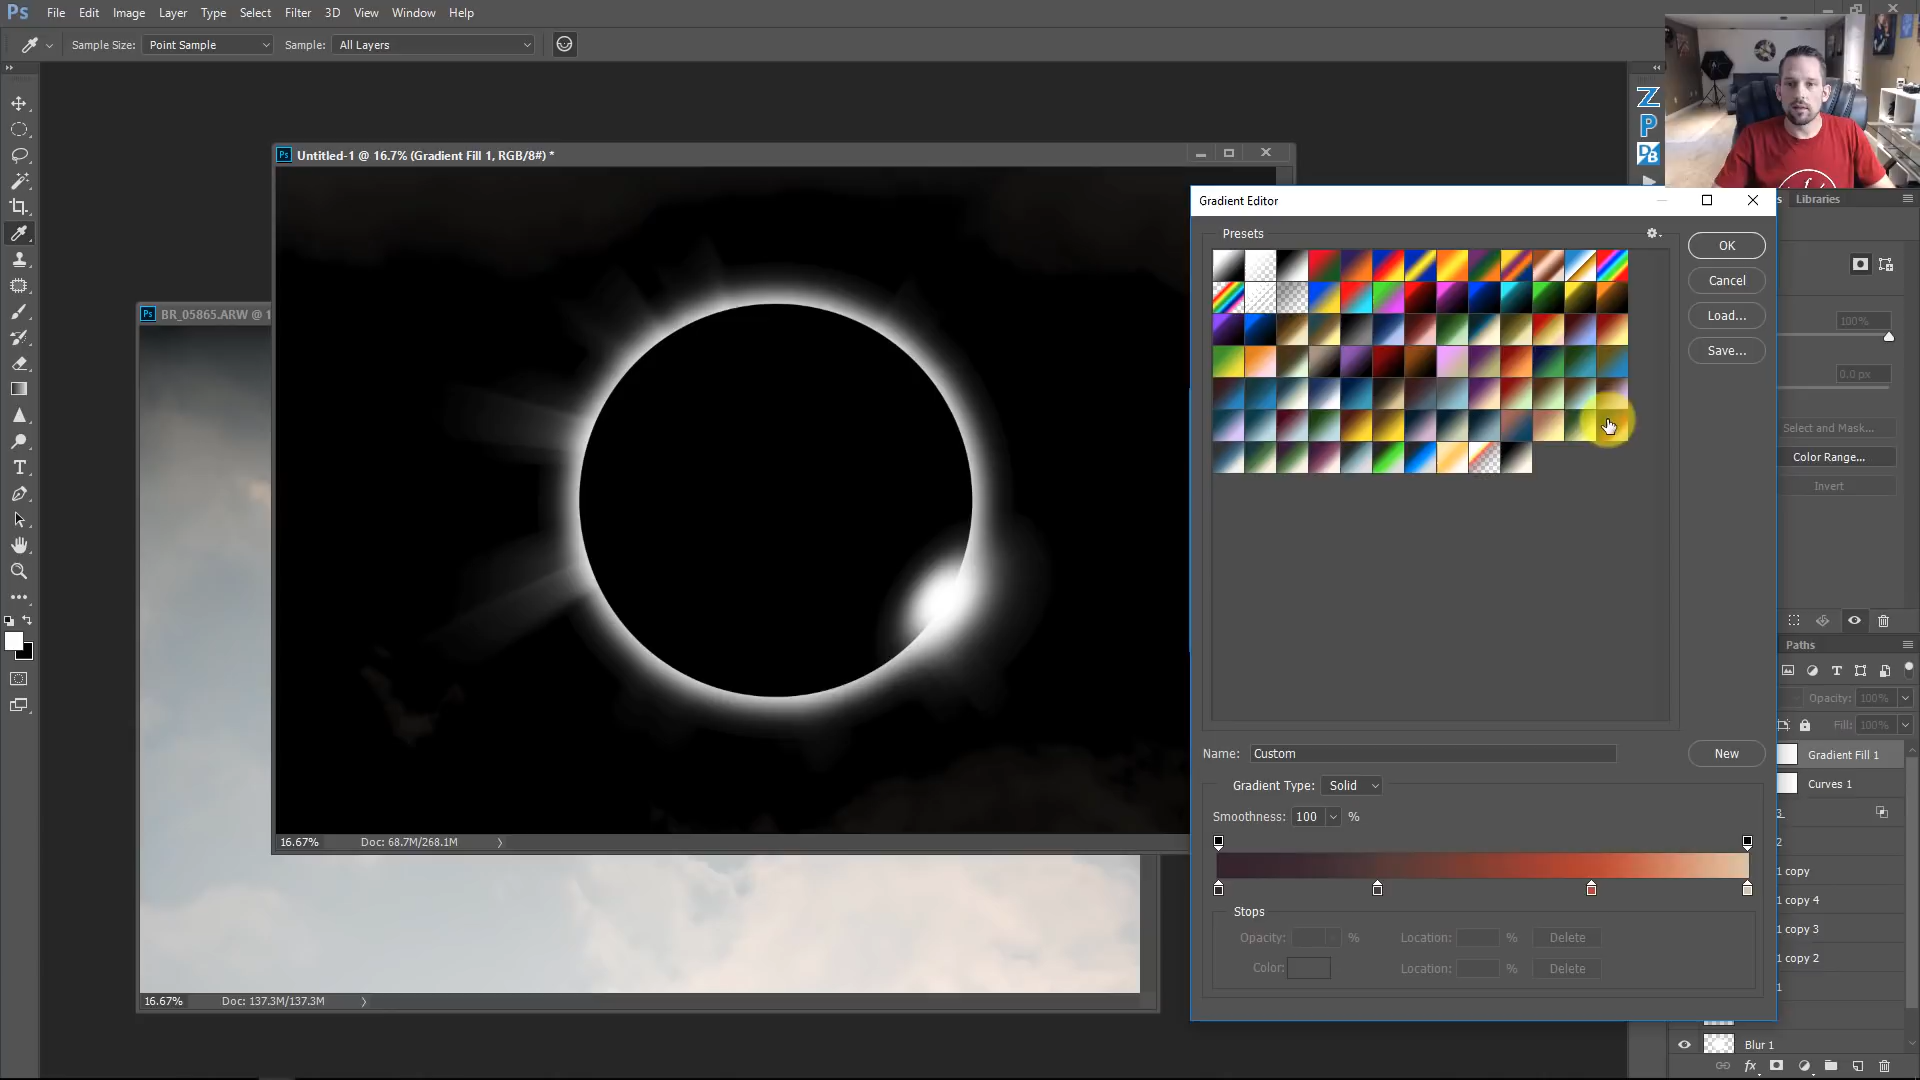 Ps File Edit Image Layer Type Select Filter 3D View Window Help
Sample Size: Point Sample Sample: All Layers
Z
P
DB
Ps Untitled-1 @ 16.7% (Gradient Fill 1, RGB/8#) *
Gradient Editor
s Libraries
Presets
OK
Cancel
100%
Load...
Ps BR_05865.ARW @ 1
Save...
0.0 px
Select and Mask...
Color Range...
Invert
Paths
Opacity: 100%
Fill: 100%
Name: Custom
New
Gradient Fill 1
Gradient Type: Solid
Curves 1
Smoothness: 100 %
3
16.67% Doc: 68.7M/268.1M
2
1 copy
1 copy 4
Stops
1 copy 3
Opacity: % Location: % Delete
1 copy 2
Color: Location: % Delete
1
16.67% Doc: 137.3M/137.3M
Blur 1
fx